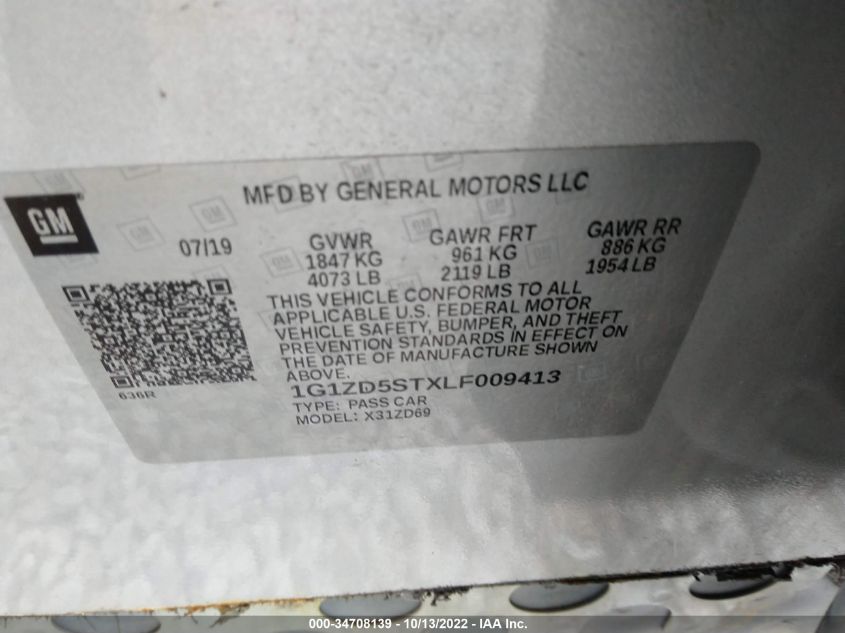 MFD BY GENERAL MOTORS LLC
GM
07/19
GVWR
1847 KG
4073 LB
GAWR FRT
961 KG
2119 LB
GAWR RR
886 KG
1954 LB
THIS VEHICLE CONFORMS TO ALL
APPLICABLE U.S. FEDERAL MOTOR
VEHICLE SAFETY, BUMPER, AND THEFT
PREVENTION STANDARDS IN EFFECT ON
THE DATE OF MANUFACTURE SHOWN
ABOVE.
1G1ZD5STXLF009413
TYPE: PASS CAR
MODEL: X31ZD69
636R
000-34708139 - 10/13/2022 - IAA Inc.